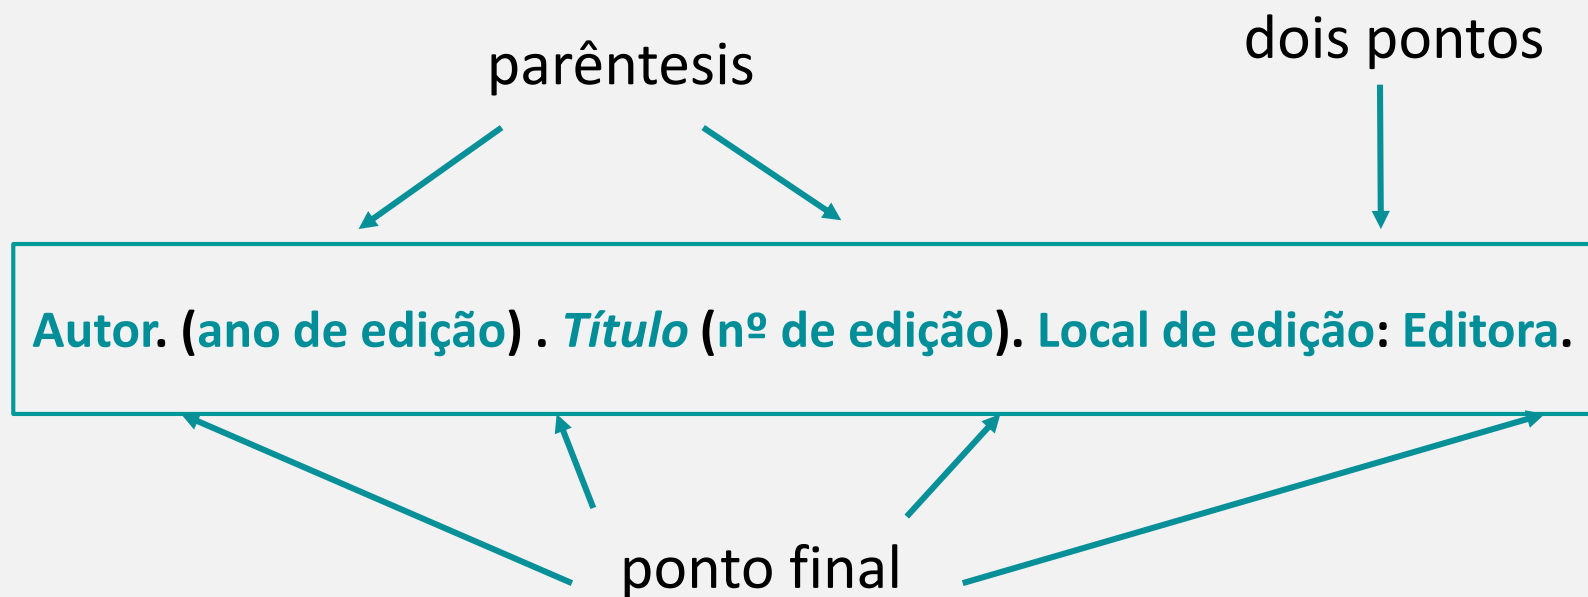 parêntesis
dois pontos
Autor. (ano de edição) . Título (nº de edição). Local de edição: Editora.
ponto final